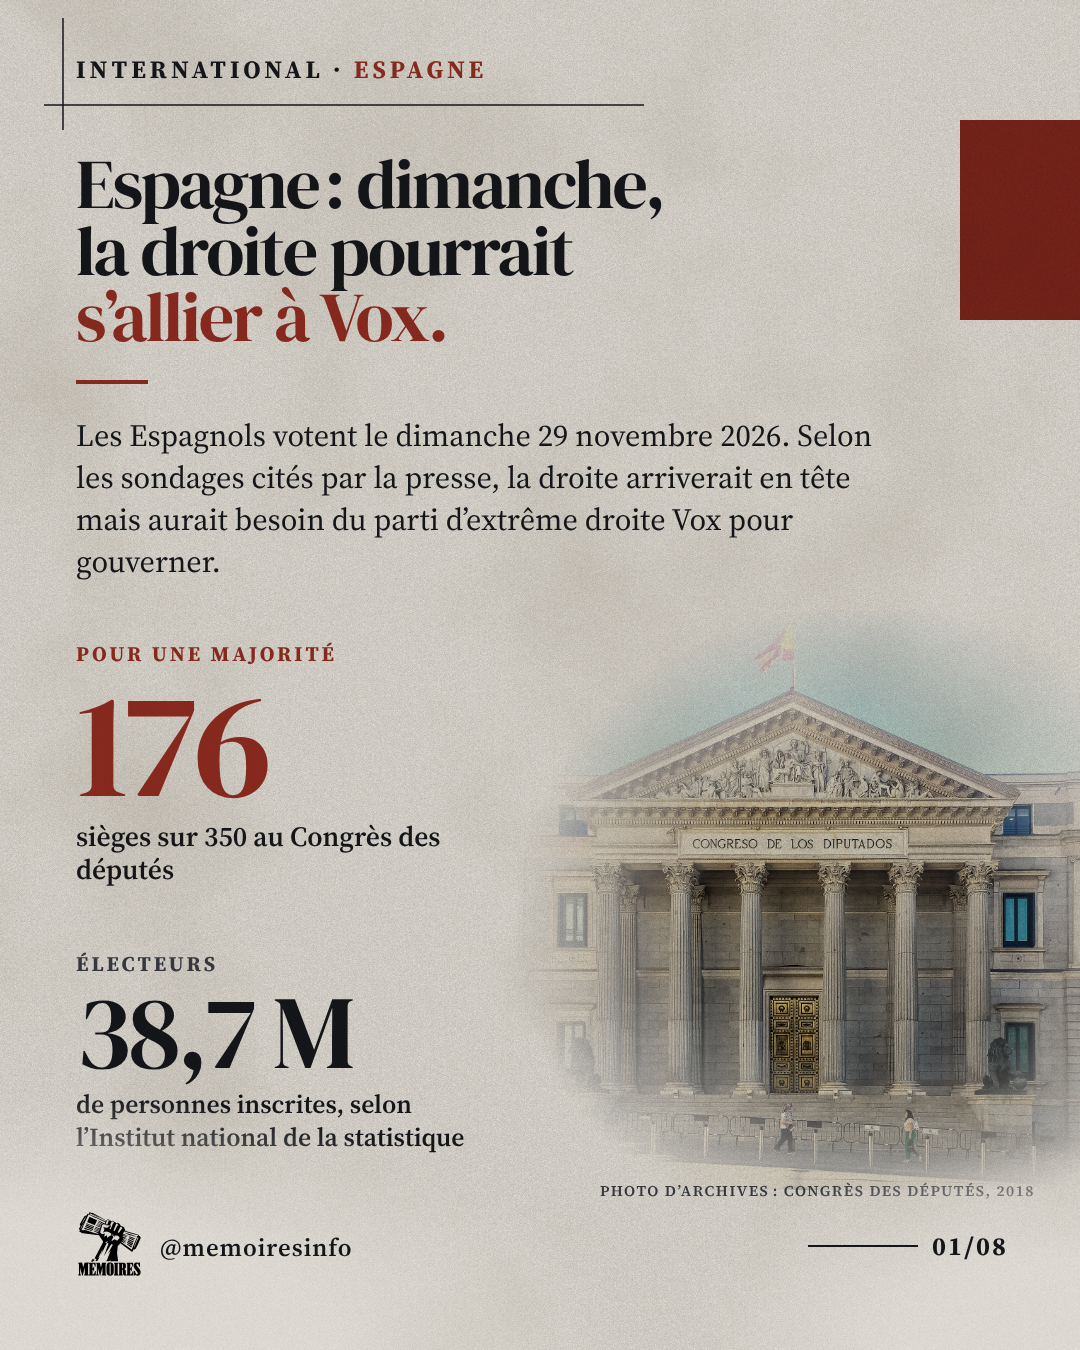 INTERNATIONAL · ESPAGNE
Espagne : dimanche,
la droite pourrait
s’allier à Vox.
Les Espagnols votent le dimanche 29 novembre 2026. Selon
les sondages cités par la presse, la droite arriverait en tête
mais aurait besoin du parti d’extrême droite Vox pour
gouverner.
POUR UNE MAJORITÉ
176
sièges sur 350 au Congrès des
députés
CONGRESO DE LOS DIPUTADOS
ÉLECTEURS
38,7 M
de personnes inscrites, selon
l’Institut national de la statistique
PHOTO D’ARCHIVES : CONGRÈS DES DÉPUTÉS, 2018
MÉMOIRES
@memoiresinfo
01/08